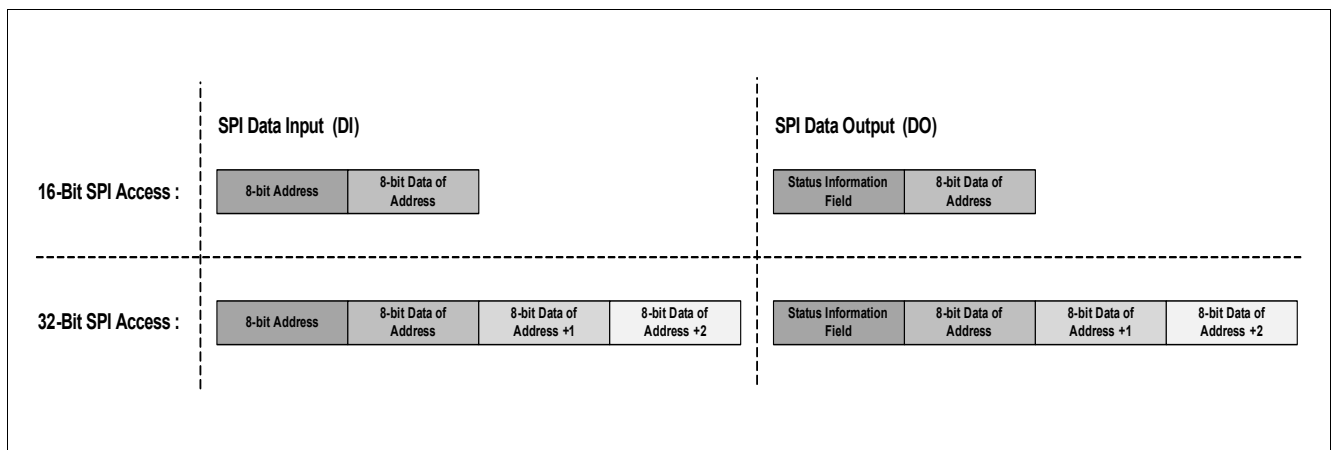 SPI Data Input (DI)
SPI Data Output (DO)
16-Bit SPI Access :
8-bit Address
8-bit Data of
Address
Status Information
Field
8-bit Data of
Address
32-Bit SPI Access :
8-bit Address
8-bit Data of
Address
8-bit Data of
Address +1
8-bit Data of
Address +2
Status Information
Field
8-bit Data of
Address
8-bit Data of
Address +1
8-bit Data of
Address +2